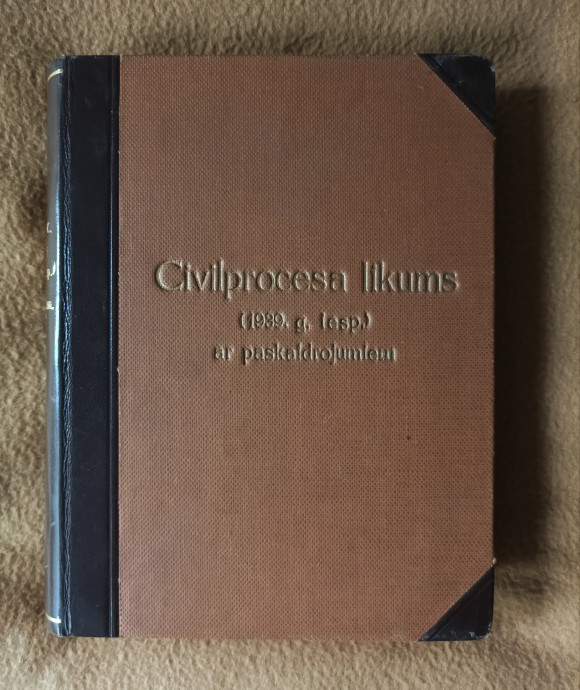 Civilprocesa likums
(1939. g. iesp.)
ar paskaidrojumiem